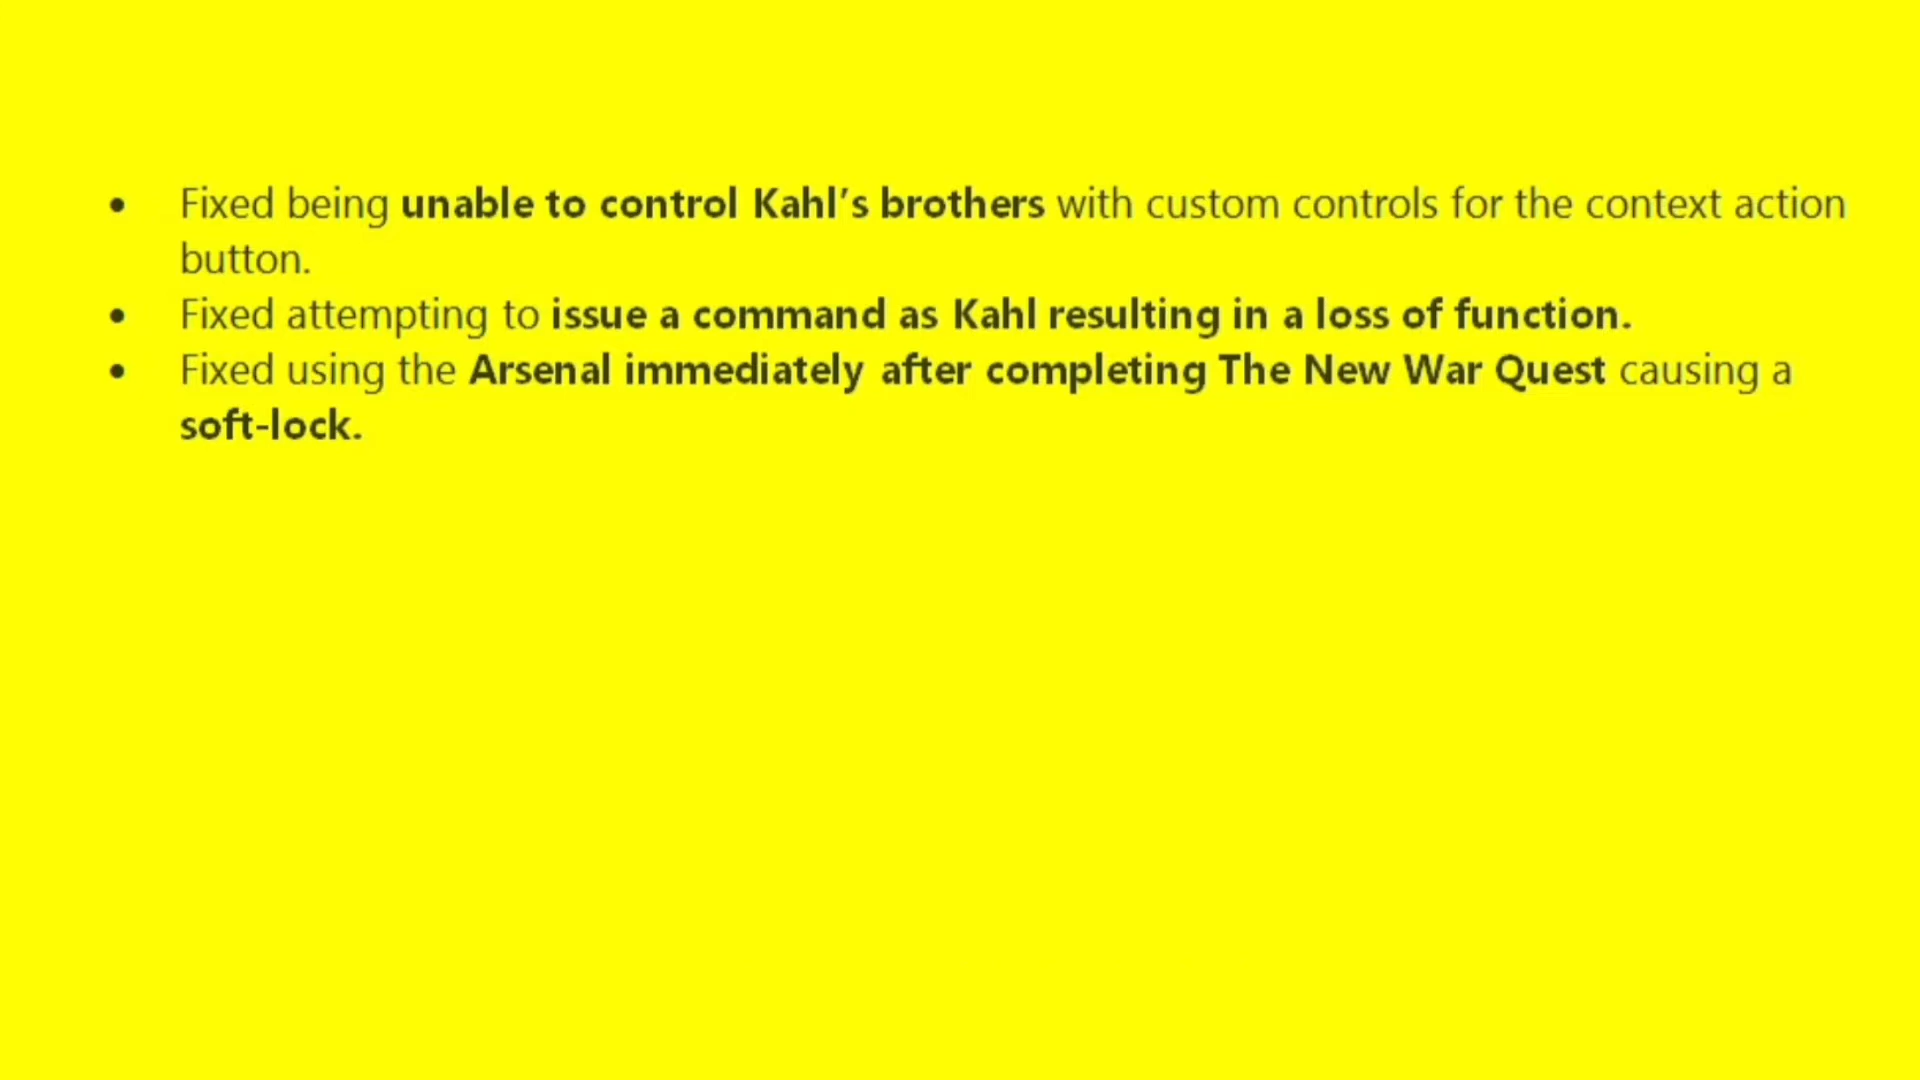 • Fixed being unable to control Kahl’s brothers with custom controls for the context action
button.
• Fixed attempting to issue a command as Kahl resulting in a loss of function.
• Fixed using the Arsenal immediately after completing The New War Quest causing a
soft-lock.